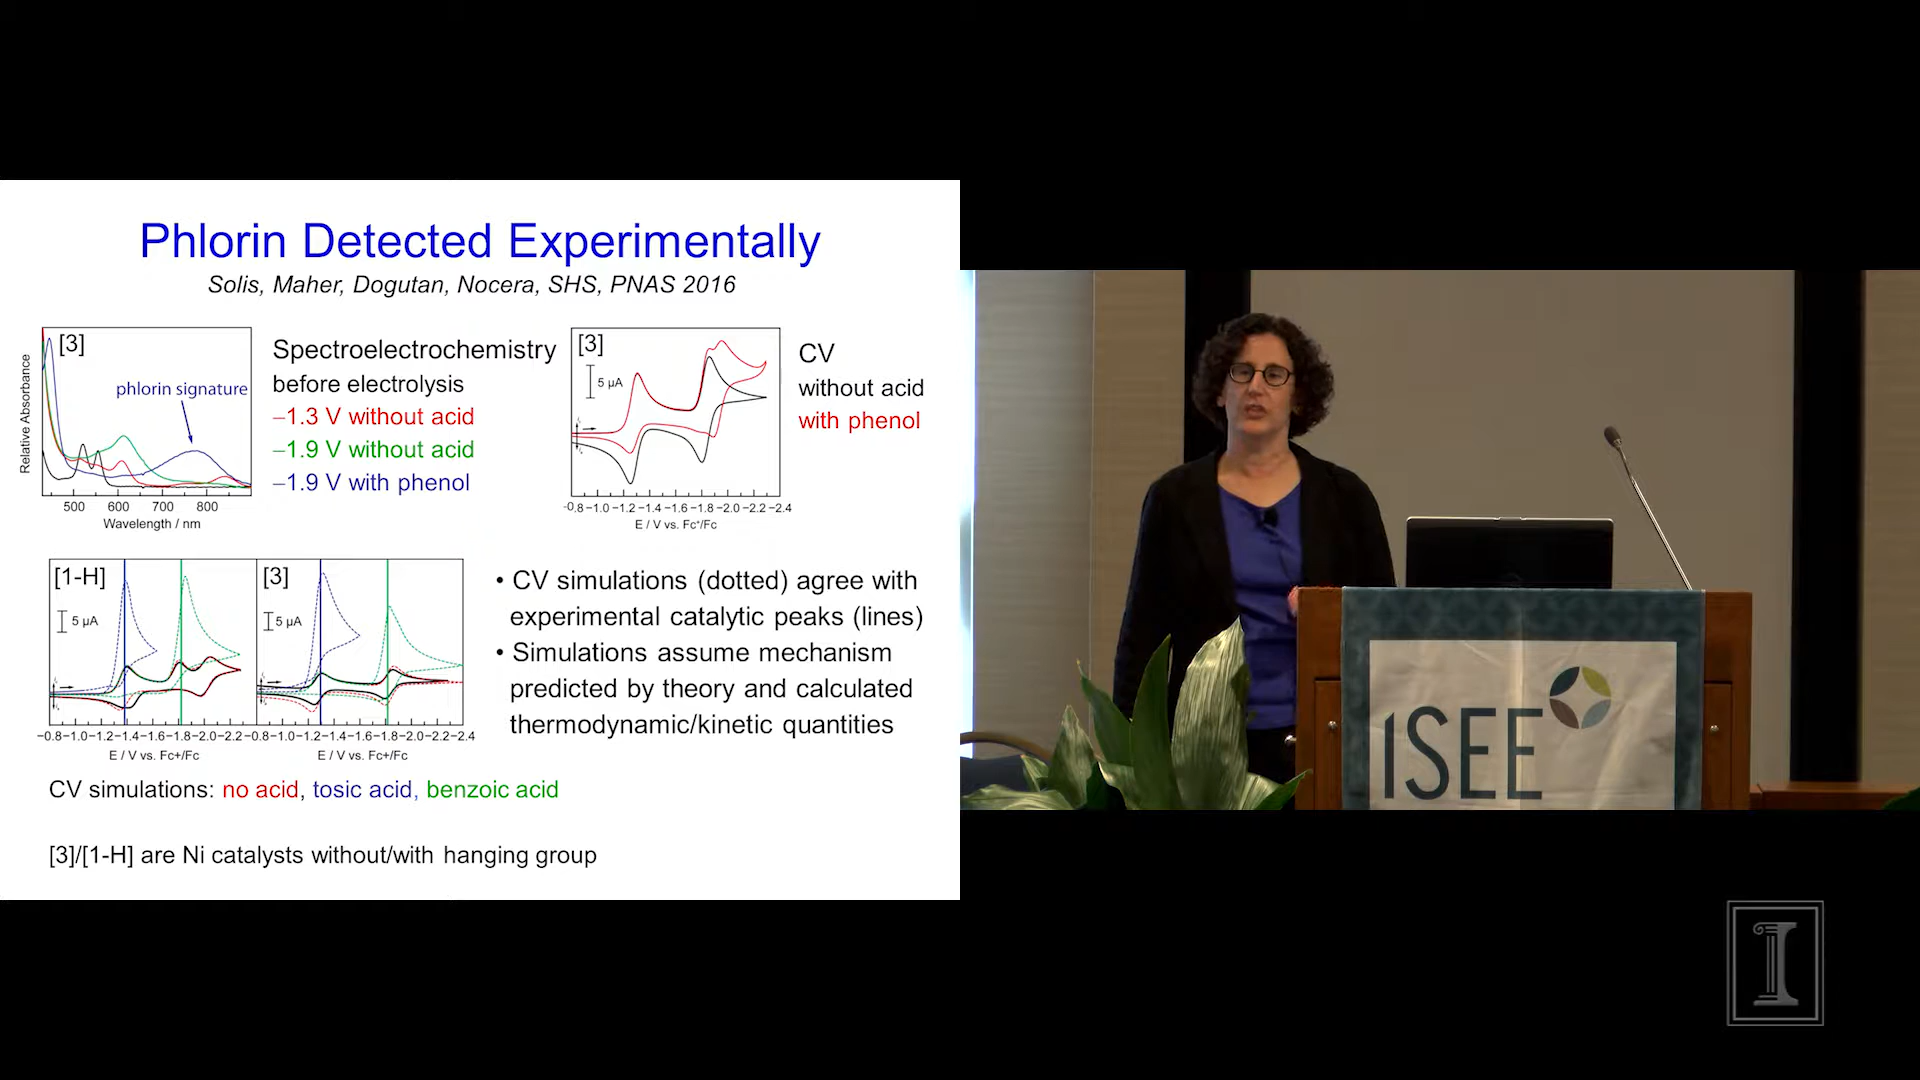 Phlorin Detected Experimentally
Solis, Maher, Dogutan, Nocera, SHS, PNAS 2016
[3]
phlorin signature
Relative Absorbance
500 600 700 800
Wavelength / nm
Spectroelectrochemistry
before electrolysis
–1.3 V without acid
–1.9 V without acid
–1.9 V with phenol
[3]
5 µA
-0.8 −1.0 −1.2 −1.4 −1.6 −1.8 −2.0 −2.2 −2.4
E / V vs. Fc⁺/Fc
CV
without acid
with phenol
[1-H]
5 µA
−0.8 −1.0 −1.2 −1.4 −1.6 −1.8 −2.0 −2.2
E / V vs. Fc+/Fc
[3]
5 µA
-0.8 −1.0 −1.2 −1.4 −1.6 −1.8 −2.0 −2.2 −2.4
E / V vs. Fc+/Fc
• CV simulations (dotted) agree with
experimental catalytic peaks (lines)
• Simulations assume mechanism
predicted by theory and calculated
thermodynamic/kinetic quantities
CV simulations: no acid, tosic acid, benzoic acid
[3]/[1-H] are Ni catalysts without/with hanging group
iSEE
I